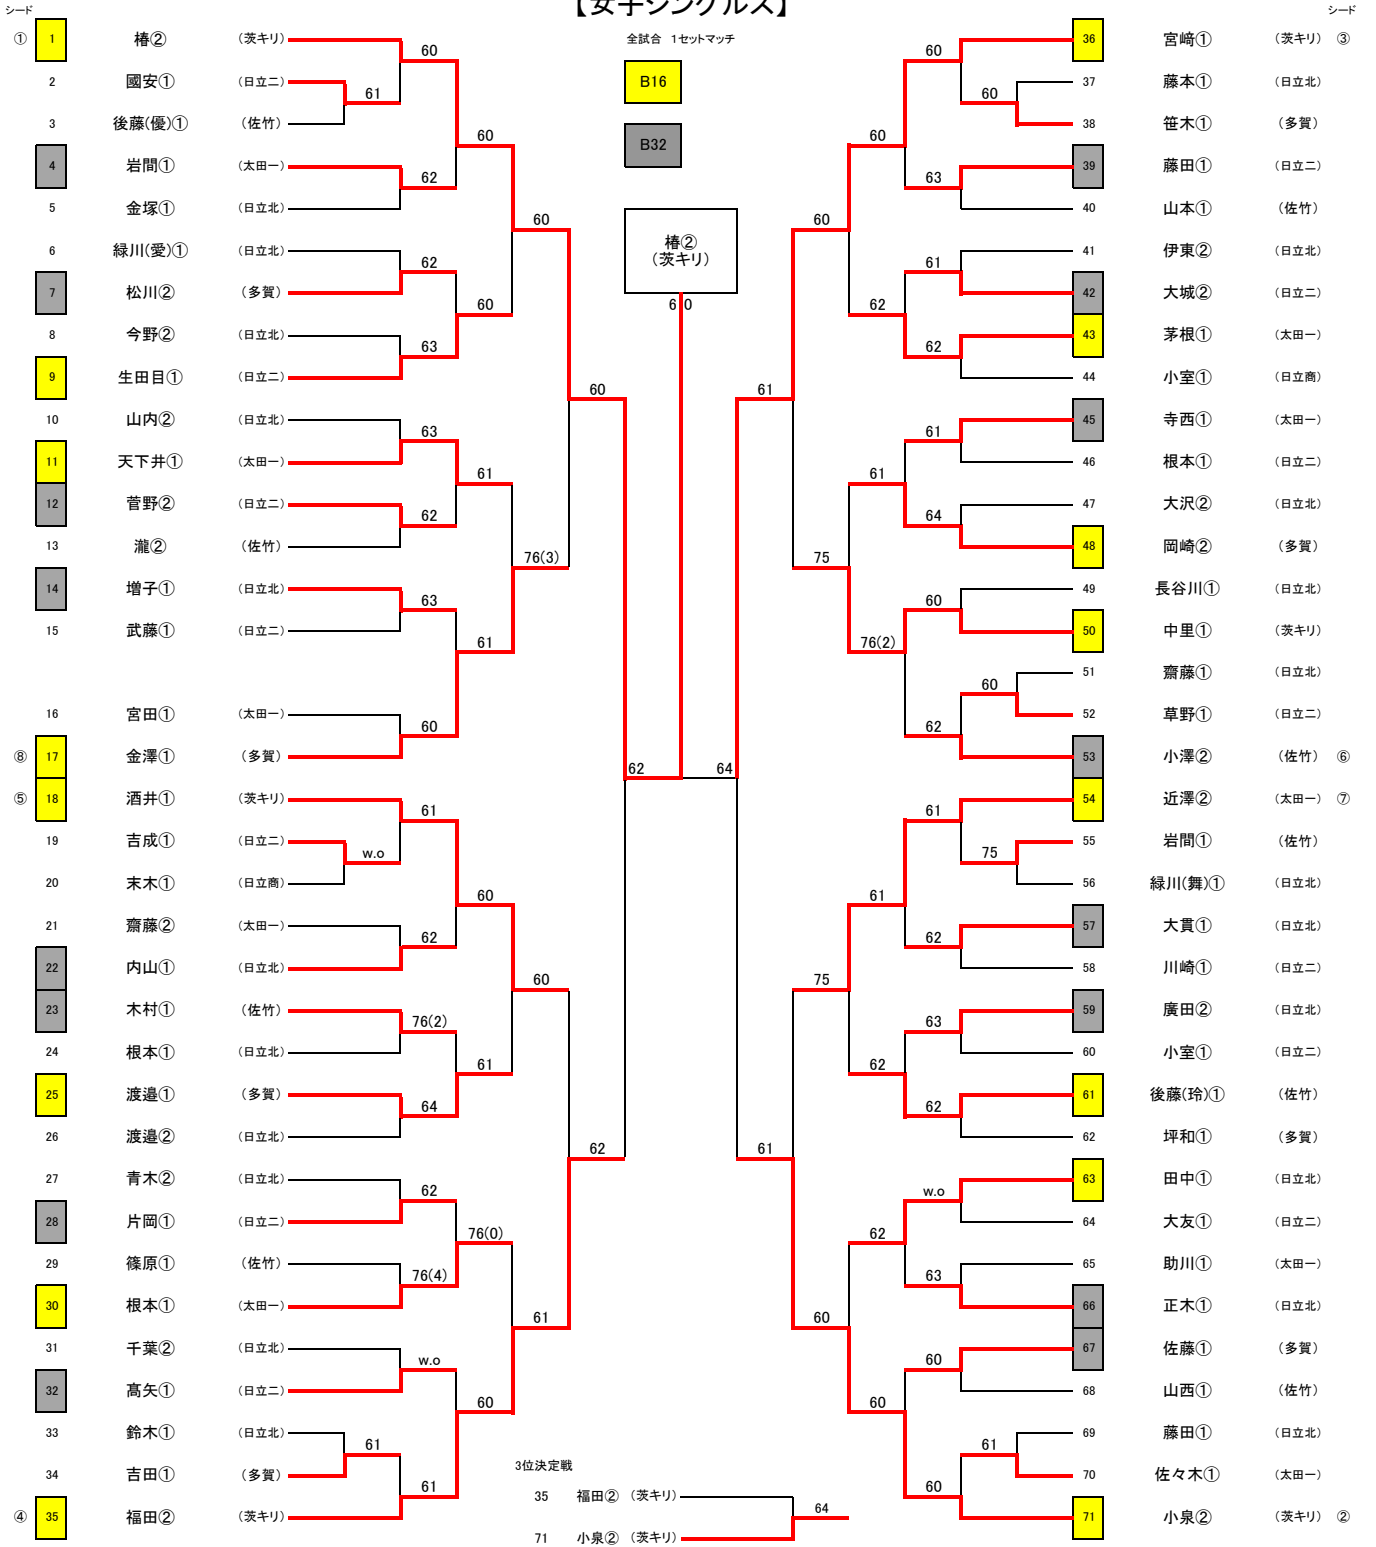 【女子シングルス】
シード シード
全試合 1セットマッチ
B16
B32
椿②
（茨キリ）
6 0
① 1 椿② （茨キリ）
2 國安① （日立二）
3 後藤(優)① （佐竹）
4 岩間① （太田一）
5 金塚① （日立北）
6 緑川(愛)① （日立北）
7 松川② （多賀）
8 今野② （日立北）
9 生田目① （日立二）
10 山内② （日立北）
11 天下井① （太田一）
12 菅野② （日立二）
13 瀧② （佐竹）
14 増子① （日立北）
15 武藤① （日立二）
16 宮田① （太田一）
⑧ 17 金澤① （多賀）
⑤ 18 酒井① （茨キリ）
19 吉成① （日立二）
20 末木① （日立商）
21 齋藤② （太田一）
22 内山① （日立北）
23 木村① （佐竹）
24 根本① （日立北）
25 渡邉① （多賀）
26 渡邉② （日立北）
27 青木② （日立北）
28 片岡① （日立二）
29 篠原① （佐竹）
30 根本① （太田一）
31 千葉② （日立北）
32 髙矢① （日立二）
33 鈴木① （日立北）
34 吉田① （多賀）
④ 35 福田② （茨キリ）
61
w.o
61
60
62
62
63
63
62
63
60
61
62
76(2)
64
62
76(4)
w.o
61
60
60
61
61
60
61
76(0)
60
60
76(3)
60
61
60
62
62
64
61
61
60
75
75
61
60
61
76(2)
61
62
62
60
60
62
63
61
62
61
64
60
62
61
62
63
62
w.o
63
60
60
60
60
75
61
36 宮﨑① （茨キリ） ③
37 藤本① （日立北）
38 笹木① （多賀）
39 藤田① （日立二）
40 山本① （佐竹）
41 伊東② （日立北）
42 大城② （日立二）
43 茅根① （太田一）
44 小室① （日立商）
45 寺西① （太田一）
46 根本① （日立二）
47 大沢② （日立北）
48 岡崎② （多賀）
49 長谷川① （日立北）
50 中里① （茨キリ）
51 齋藤① （日立北）
52 草野① （日立二）
53 小澤② （佐竹） ⑥
54 近澤② （太田一） ⑦
55 岩間① （佐竹）
56 緑川(舞)① （日立北）
57 大貫① （日立北）
58 川崎① （日立二）
59 廣田② （日立北）
60 小室① （日立二）
61 後藤(玲)① （佐竹）
62 坪和① （多賀）
63 田中① （日立北）
64 大友① （日立二）
65 助川① （太田一）
66 正木① （日立北）
67 佐藤① （多賀）
68 山西① （佐竹）
69 藤田① （日立北）
70 佐々木① （太田一）
71 小泉② （茨キリ） ②
3位決定戦
35 福田② （茨キリ）
64
71 小泉② （茨キリ）